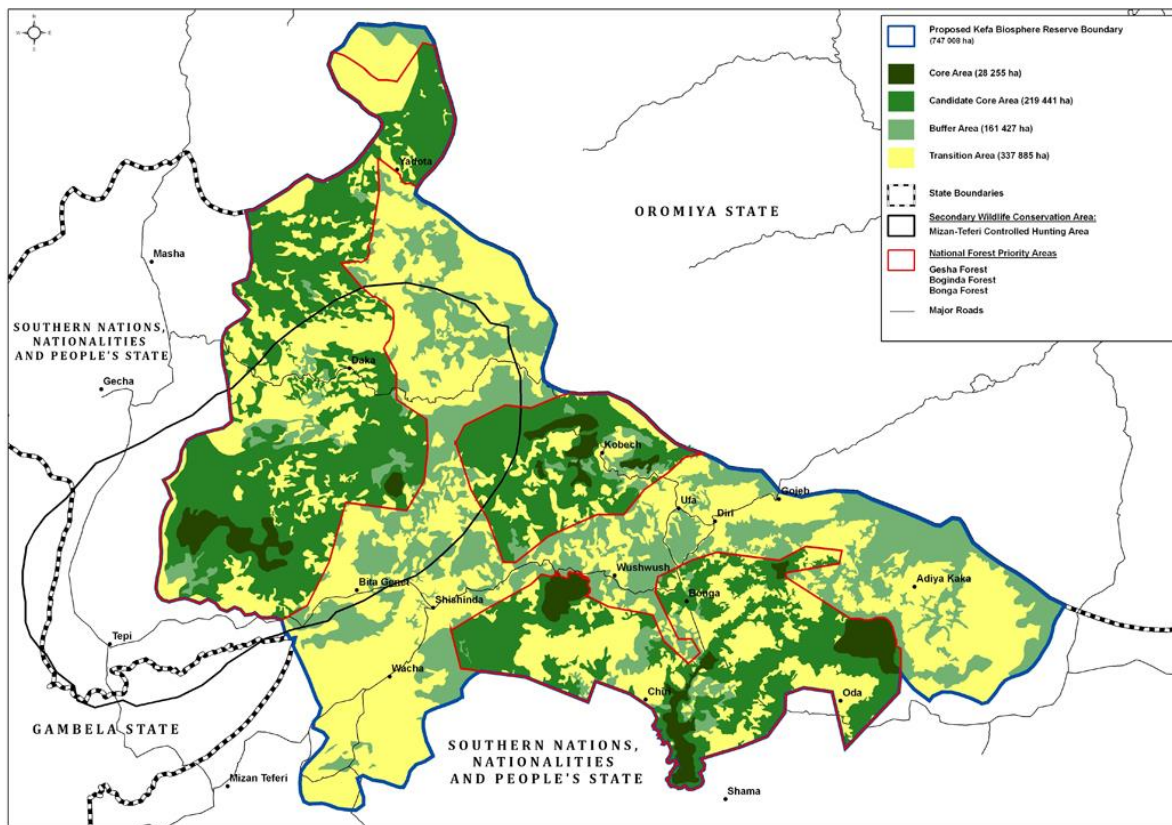 Proposed Kefa Biosphere Reserve Boundary
(747 008 ha)
Core Area (28 255 ha)
Candidate Core Area (219 441 ha)
Buffer Area (161 427 ha)
Transition Area (337 885 ha)
State Boundaries
Secondary Wildlife Conservation Area:
Mizan-Teferi Controlled Hunting Area
National Forest Priority Areas
Gesha Forest
Boginda Forest
Bonga Forest
Major Roads
Yadota
OROMIYA STATE
Masha
SOUTHERN NATIONS,
NATIONALITIES
AND PEOPLE'S STATE
Daka
Gecha
Kobech
Ufa
Gojeb
Diri
Wushwush
Adiya Kaka
Bita Genet
Bonga
Shishinda
Tepi
Wacha
Chiri
Oda
GAMBELA STATE
SOUTHERN NATIONS,
NATIONALITIES
AND PEOPLE'S STATE
Mizan Teferi
Shama